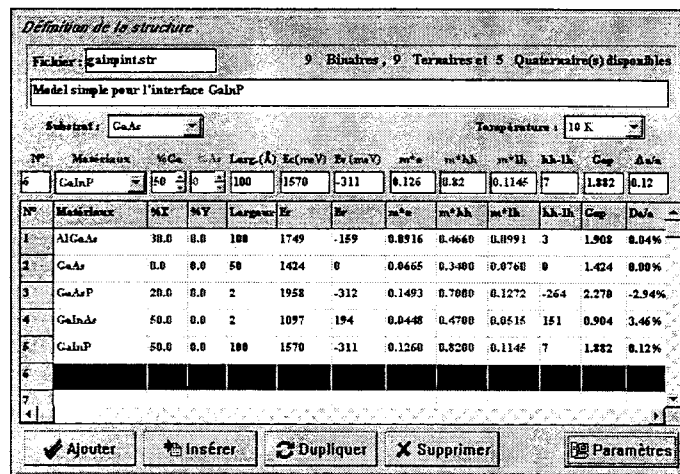 Définition de la structure
Fichier : gainpint.str 9 Binaires , 9 Ternaires et 5 Quaternaire(s) disponibles
Model simple pour l'interface GaInP
Substrat : GaAs Température : 10 K
N° Matériaux %Ga %As Larg.(Å) Ec(meV) Ev (meV) m*e m*hh m*lh hh-lh Gap Δa/a
6 GaInP 50 0 100 1570 -311 0.126 0.82 0.1145 7 1.882 0.12
N° Matériaux %X %Y Largeur Ec m*e m*hh m*lh hh-lh Gap Da/a
1 AlGaAs 30.0 0.0 100 1749 -159 0.0916 0.4660 0.0991 3 1.908 0.04%
2 GaAs 0.0 0.0 50 1424 0 0.0665 0.3400 0.0760 0 1.424 0.00%
3 GaAsP 20.0 0.0 2 1958 -312 0.1493 0.7080 0.1272 -264 2.270 -2.94%
4 GaInAs 50.0 0.0 2 1097 194 0.0448 0.4700 0.0515 151 0.904 3.46%
5 GaInP 50.0 0.0 100 1570 -311 0.1260 0.8200 0.1145 7 1.882 0.12%
6
7
Ajouter Insérer Dupliquer Supprimer Paramètres